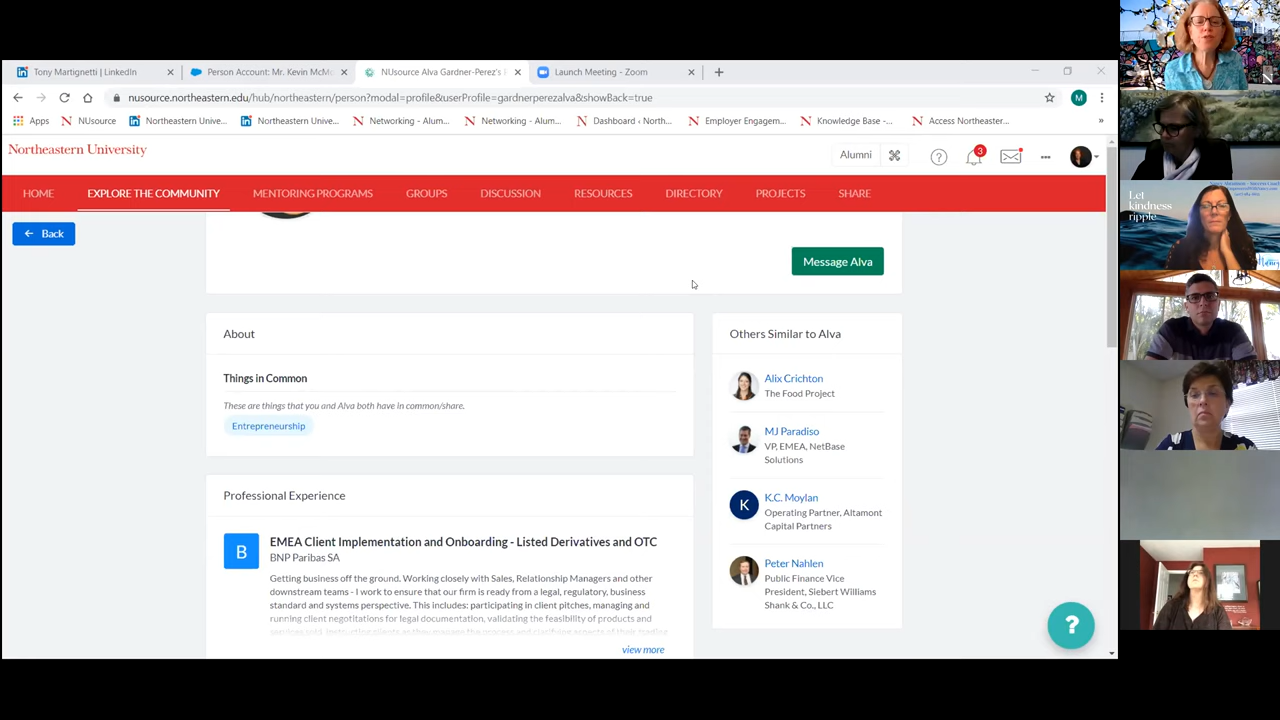 Tony Martignetti | LinkedIn
Person Account: Mr. Kevin McM
NUsource Alva Gardner-Perez's
Launch Meeting - Zoom
nusource.northeastern.edu/hub/northeastern/person?modal=profile&userProfile=gardnerperezalva&showBack=true
M
Apps
NUsource
Northeastern Unive...
Northeastern Unive...
Networking - Alum...
Networking - Alum...
Dashboard ‹ North...
Employer Engagem...
Knowledge Base -...
Access Northeaster...
»
Northeastern University
Alumni
3
HOME
EXPLORE THE COMMUNITY
MENTORING PROGRAMS
GROUPS
DISCUSSION
RESOURCES
DIRECTORY
PROJECTS
SHARE
Back
Message Alva
About
Things in Common
These are things that you and Alva both have in common/share.
Entrepreneurship
Professional Experience
B
EMEA Client Implementation and Onboarding - Listed Derivatives and OTC
BNP Paribas SA
Getting business off the ground. Working closely with Sales, Relationship Managers and other
downstream teams - I work to ensure that our firm is ready from a legal, regulatory, business
standard and systems perspective. This includes: participating in client pitches, managing and
running client negotiations for legal documentation, validating the feasibility of products and
view more
Others Similar to Alva
Alix Crichton
The Food Project
MJ Paradiso
VP, EMEA, NetBase
Solutions
K
K.C. Moylan
Operating Partner, Altamont
Capital Partners
Peter Nahlen
Public Finance Vice
President, Siebert Williams
Shank & Co., LLC
?
N
Let
kindness
ripple